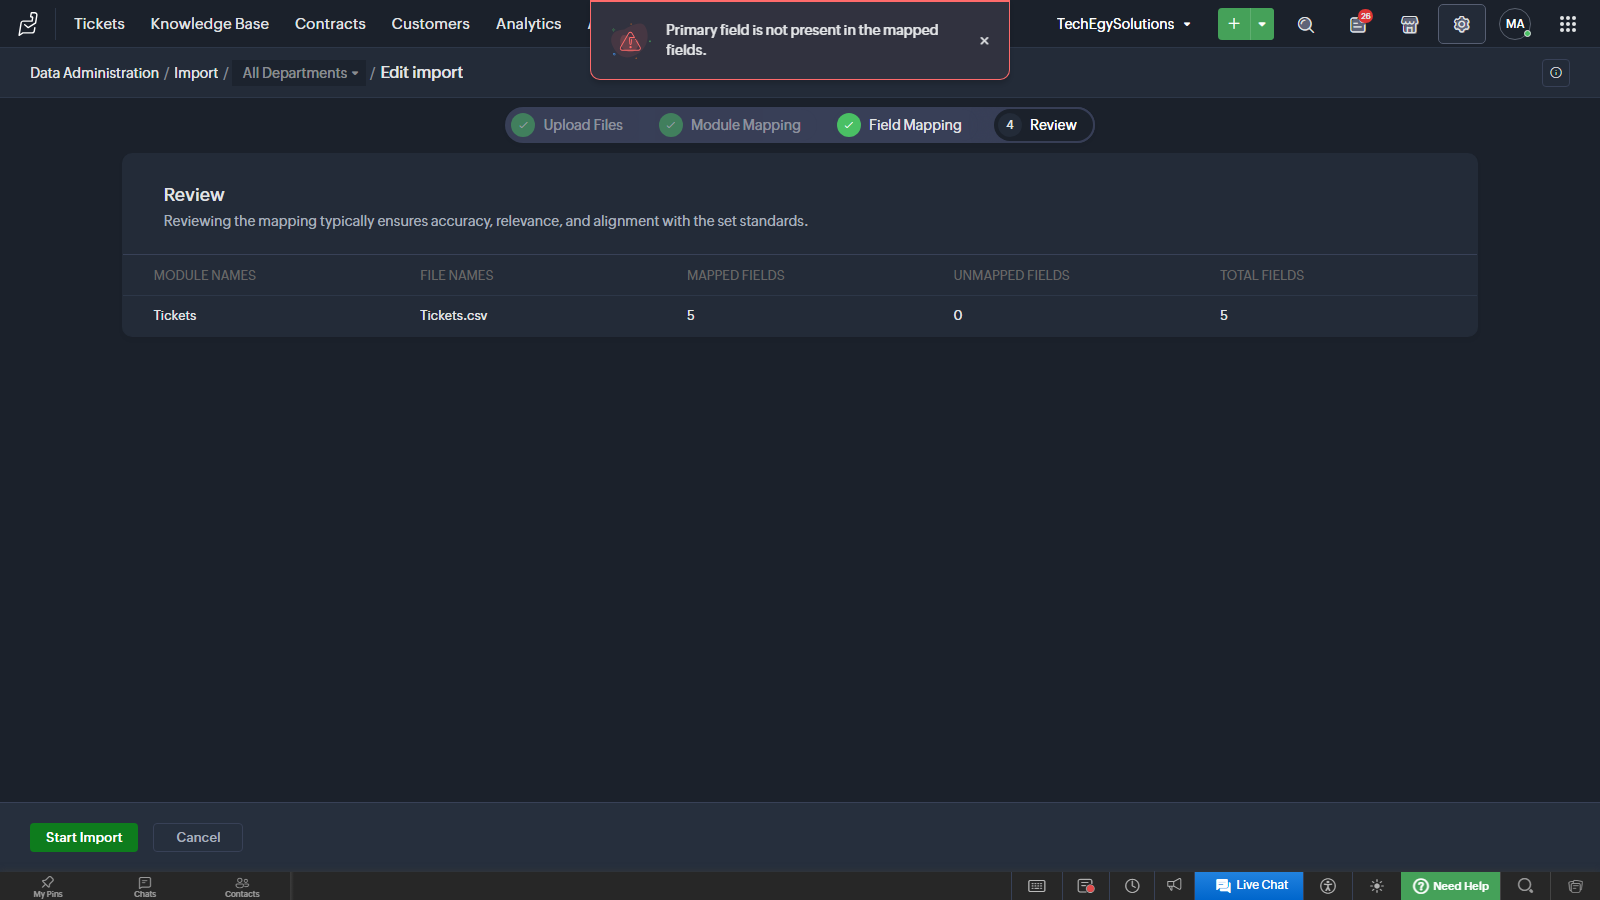 Tickets Knowledge Base Contracts Customers Analytics
Primary field is not present in the mapped
fields.
TechEgySolutions
26
MA
Data Administration / Import / All Departments / Edit import
Upload Files Module Mapping Field Mapping 4 Review
Review
Reviewing the mapping typically ensures accuracy, relevance, and alignment with the set standards.
MODULE NAMES FILE NAMES MAPPED FIELDS UNMAPPED FIELDS TOTAL FIELDS
Tickets Tickets.csv 5 0 5
Start Import Cancel
My Pins Chats Contacts Live Chat Need Help